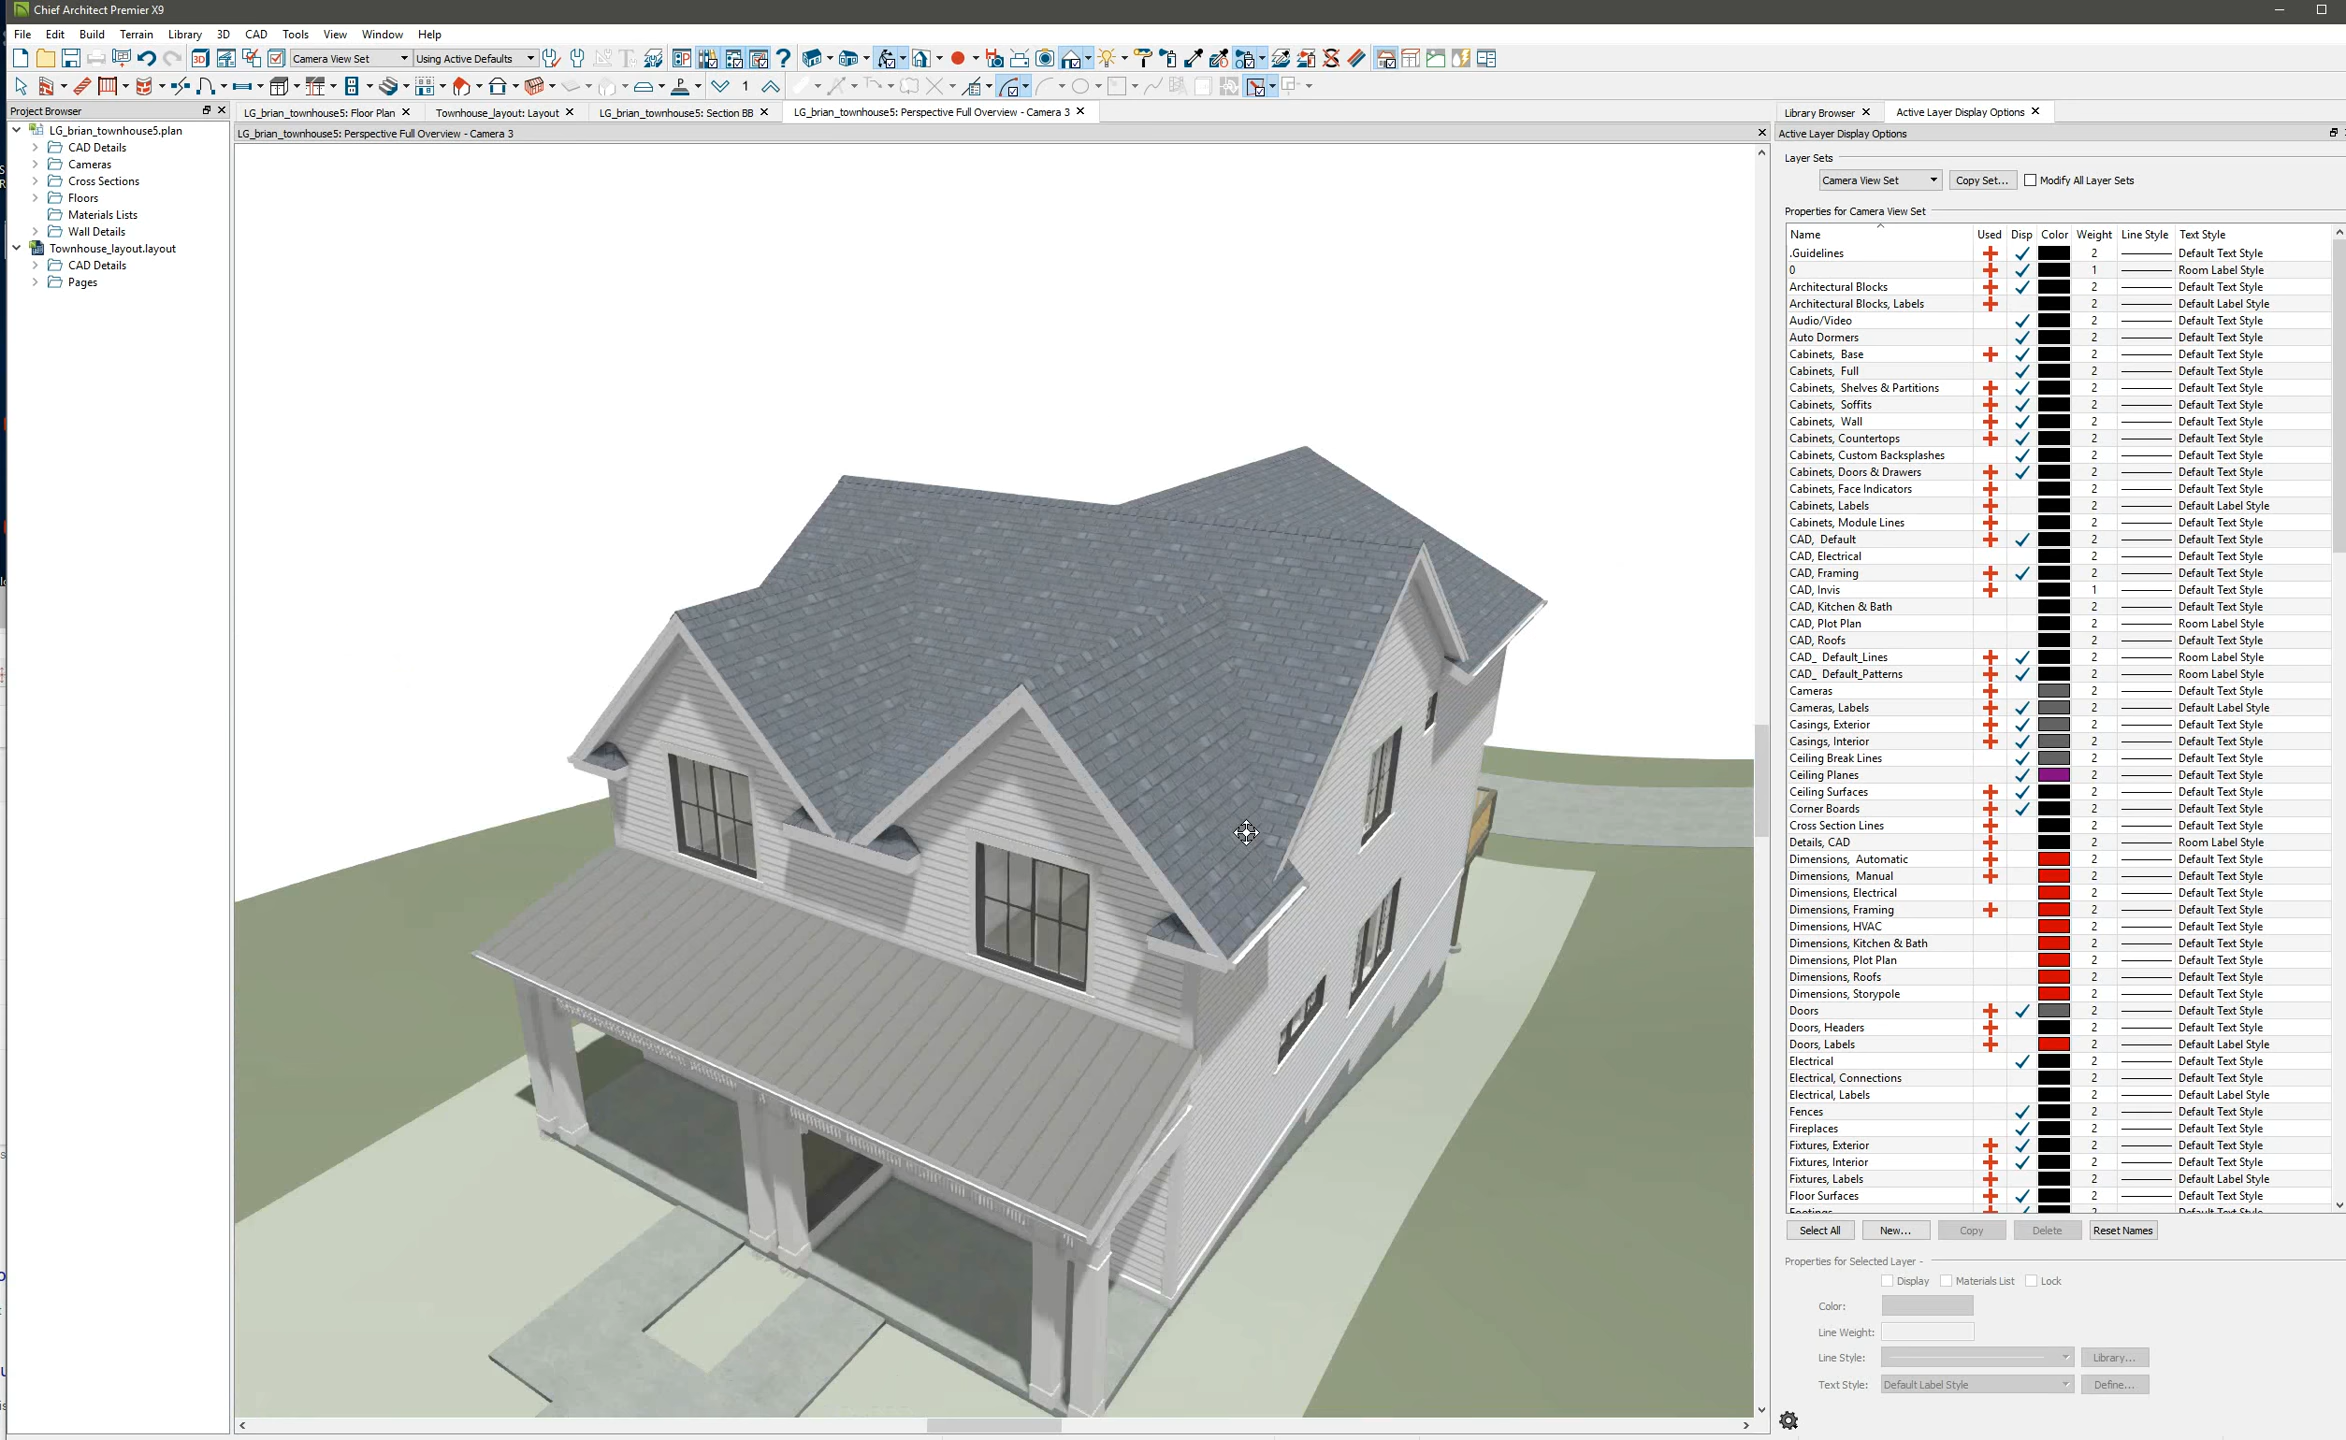 Chief Architect Premier X9
File Edit Build Terrain Library 3D CAD Tools View Window Help
Camera View Set Using Active Defaults
1
Project Browser
LG_brian_townhouse5.plan
CAD Details
Cameras
Cross Sections
Floors
Materials Lists
Wall Details
Townhouse_layout.layout
CAD Details
Pages
LG_brian_townhouse5: Floor Plan Townhouse_layout: Layout LG_brian_townhouse5: Section BB LG_brian_townhouse5: Perspective Full Overview - Camera 3
LG_brian_townhouse5: Perspective Full Overview - Camera 3
Library Browser Active Layer Display Options
Active Layer Display Options
Layer Sets
Camera View Set Copy Set... Modify All Layer Sets
Properties for Camera View Set
Name Used Disp Color Weight Line Style Text Style
.Guidelines 2 Default Text Style
0 1 Room Label Style
Architectural Blocks 2 Default Text Style
Architectural Blocks, Labels 2 Default Label Style
Audio/Video 2 Default Text Style
Auto Dormers 2 Default Text Style
Cabinets, Base 2 Default Text Style
Cabinets, Full 2 Default Text Style
Cabinets, Shelves & Partitions 2 Default Text Style
Cabinets, Soffits 2 Default Text Style
Cabinets, Wall 2 Default Text Style
Cabinets, Countertops 2 Default Text Style
Cabinets, Custom Backsplashes 2 Default Text Style
Cabinets, Doors & Drawers 2 Default Text Style
Cabinets, Face Indicators 2 Default Text Style
Cabinets, Labels 2 Default Label Style
Cabinets, Module Lines 2 Default Text Style
CAD, Default 2 Default Text Style
CAD, Electrical 2 Default Text Style
CAD, Framing 2 Default Text Style
CAD, Invis 1 Default Text Style
CAD, Kitchen & Bath 2 Default Text Style
CAD, Plot Plan 2 Room Label Style
CAD, Roofs 2 Default Text Style
CAD_ Default_Lines 2 Room Label Style
CAD_ Default_Patterns 2 Room Label Style
Cameras 2 Default Text Style
Cameras, Labels 2 Default Label Style
Casings, Exterior 2 Default Text Style
Casings, Interior 2 Default Text Style
Ceiling Break Lines 2 Default Text Style
Ceiling Planes 2 Default Text Style
Ceiling Surfaces 2 Default Text Style
Corner Boards 2 Default Text Style
Cross Section Lines 2 Default Text Style
Details, CAD 2 Room Label Style
Dimensions, Automatic 2 Default Text Style
Dimensions, Manual 2 Default Text Style
Dimensions, Electrical 2 Default Text Style
Dimensions, Framing 2 Default Text Style
Dimensions, HVAC 2 Default Text Style
Dimensions, Kitchen & Bath 2 Default Text Style
Dimensions, Plot Plan 2 Default Text Style
Dimensions, Roofs 2 Default Text Style
Dimensions, Storypole 2 Default Text Style
Doors 2 Default Text Style
Doors, Headers 2 Default Text Style
Doors, Labels 2 Default Label Style
Electrical 2 Default Text Style
Electrical, Connections 2 Default Text Style
Electrical, Labels 2 Default Label Style
Fences 2 Default Text Style
Fireplaces 2 Default Text Style
Fixtures, Exterior 2 Default Text Style
Fixtures, Interior 2 Default Text Style
Fixtures, Labels 2 Default Label Style
Floor Surfaces 2 Default Text Style
Select All New... Copy Delete Reset Names
Properties for Selected Layer -
Display Materials List Lock
Color:
Line Weight:
Line Style: Library...
Text Style: Default Label Style Define...